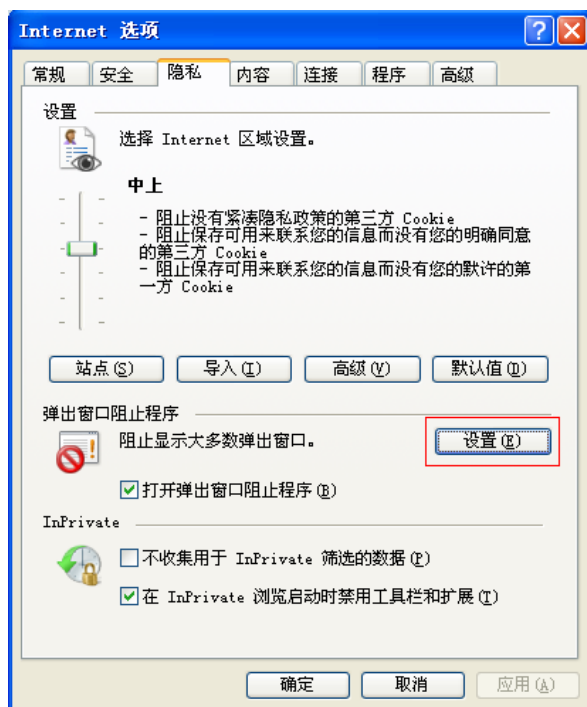 Internet 选项
常规 安全 隐私 内容 连接 程序 高级
设置
选择 Internet 区域设置。
中上
- 阻止没有紧凑隐私政策的第三方 Cookie
- 阻止保存可用来联系您的信息而没有您的明确同意
的第三方 Cookie
- 阻止保存可用来联系您的信息而没有您的默许的第
一方 Cookie
站点(S) 导入(I) 高级(V) 默认值(D)
弹出窗口阻止程序
阻止显示大多数弹出窗口。 设置(E)
打开弹出窗口阻止程序(B)
InPrivate
不收集用于 InPrivate 筛选的数据(P)
在 InPrivate 浏览启动时禁用工具栏和扩展(T)
确定 取消 应用(A)